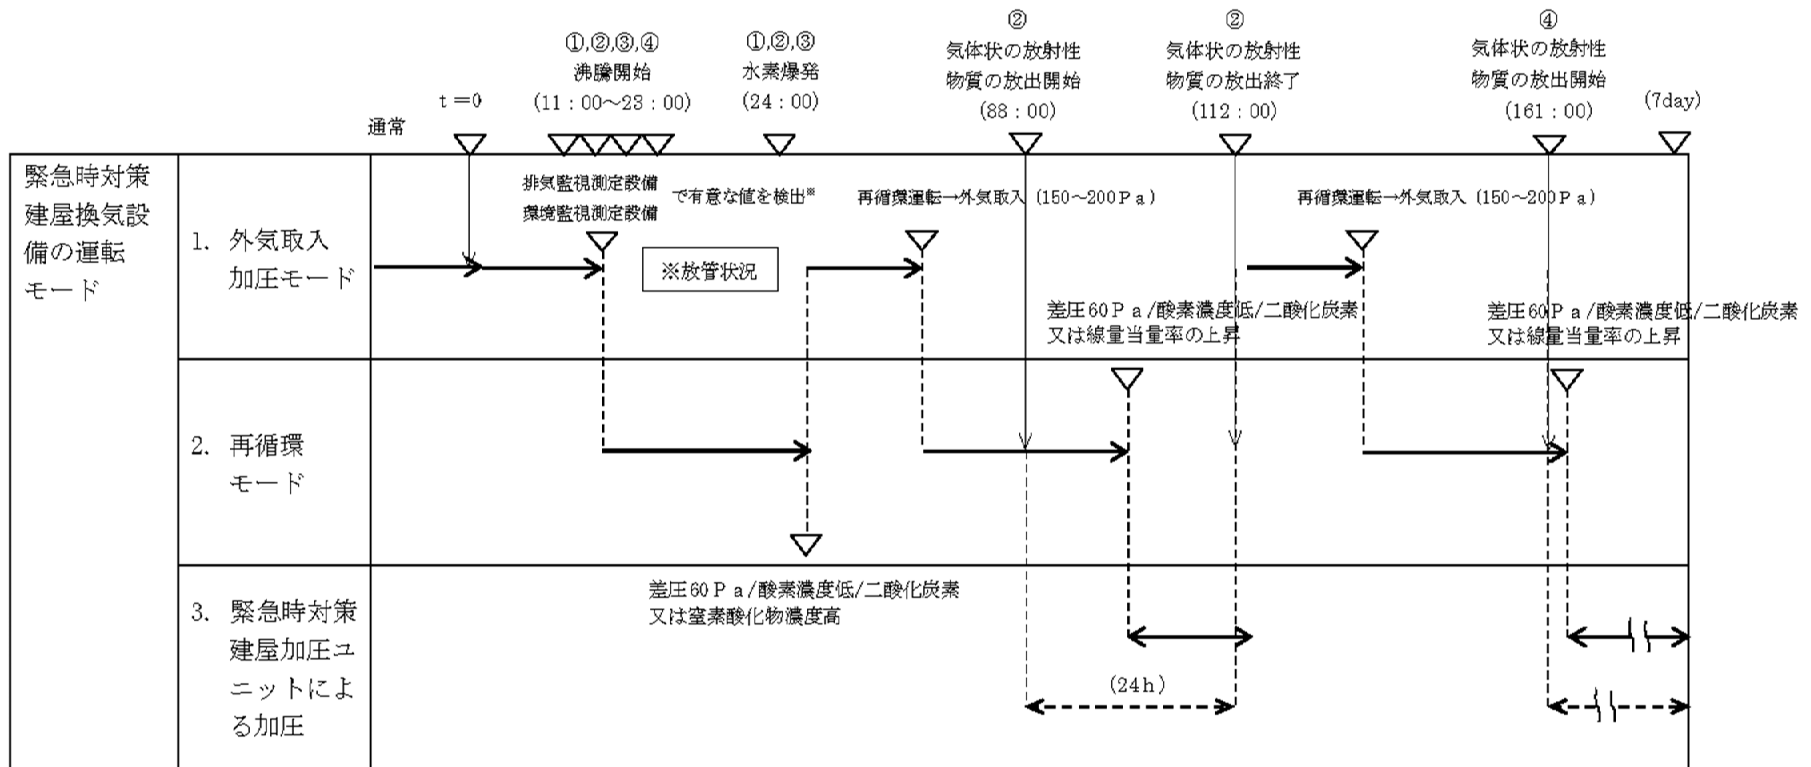 通常
t=0
①,②,③,④
沸騰開始
(11:00～23:00)
①,②,③
水素爆発
(24:00)
②
気体状の放射性
物質の放出開始
(88:00)
②
気体状の放射性
物質の放出終了
(112:00)
④
気体状の放射性
物質の放出開始
(161:00)
(7day)
緊急時対策
建屋換気設
備の運転
モード
1. 外気取入
加圧モード
排気監視測定設備
環境監視測定設備
で有意な値を検出※
※放管状況
再循環運転→外気取入 (150～200Pa)
再循環運転→外気取入 (150～200Pa)
差圧60Pa/酸素濃度低/二酸化炭素
又は線量当量率の上昇
差圧60Pa/酸素濃度低/二酸化炭素
又は線量当量率の上昇
2. 再循環
モード
3. 緊急時対策
建屋加圧ユ
ニットによ
る加圧
差圧60Pa/酸素濃度低/二酸化炭素
又は窒素酸化物濃度高
(24h)